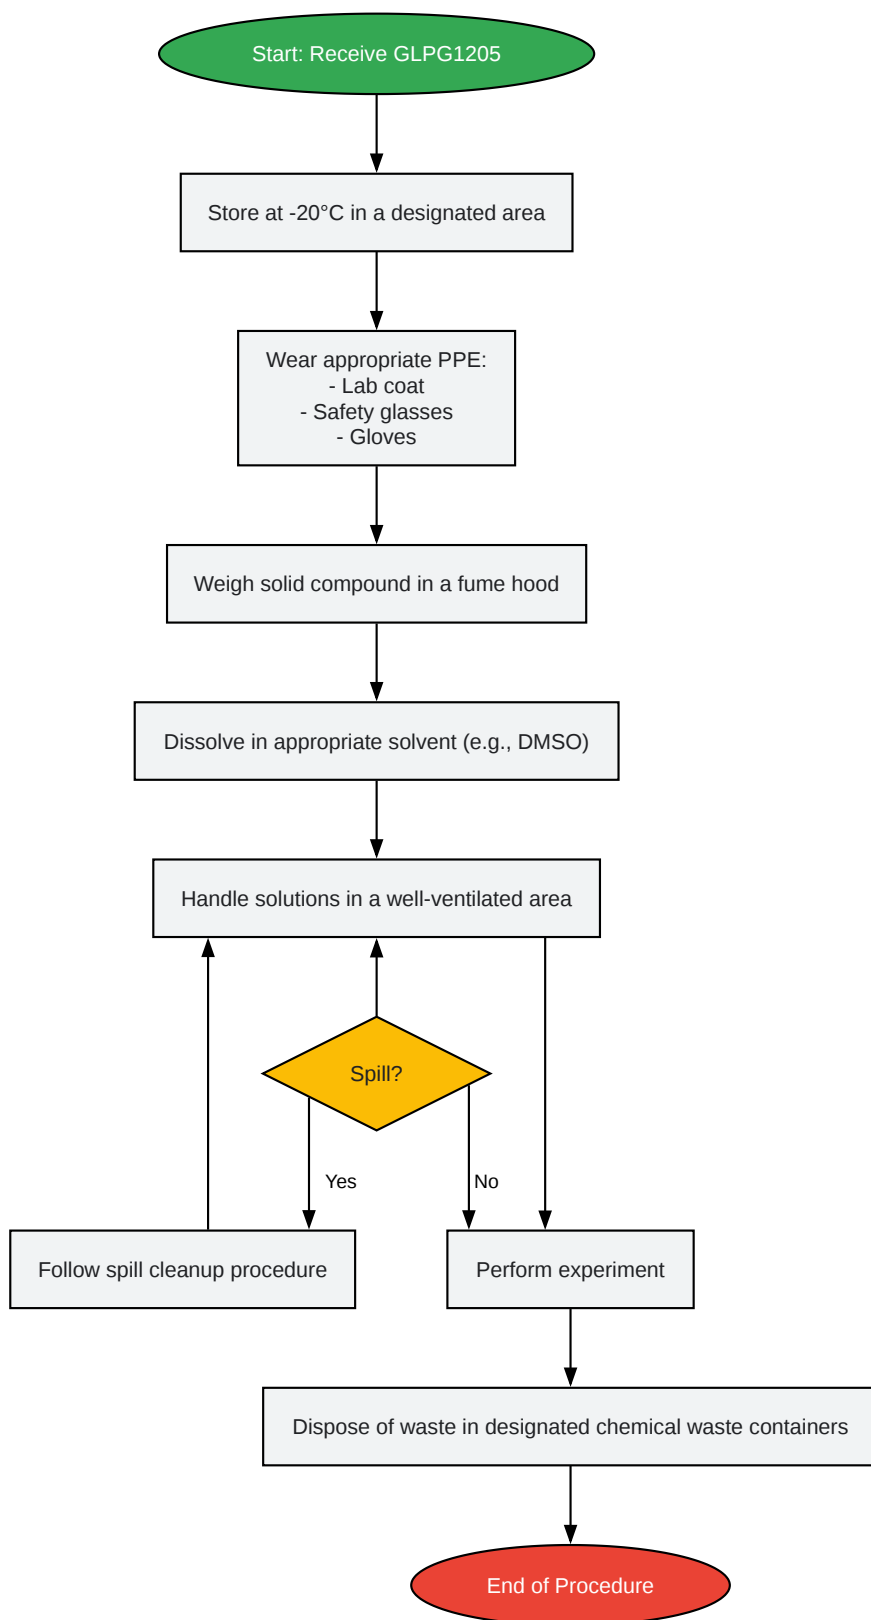 Start: Receive GLPG1205
Store at -20°C in a designated area
Wear appropriate PPE:
- Lab coat
- Safety glasses
- Gloves
Weigh solid compound in a fume hood
Dissolve in appropriate solvent (e.g., DMSO)
Handle solutions in a well-ventilated area
Spill?
Yes
No
Follow spill cleanup procedure
Perform experiment
Dispose of waste in designated chemical waste containers
End of Procedure